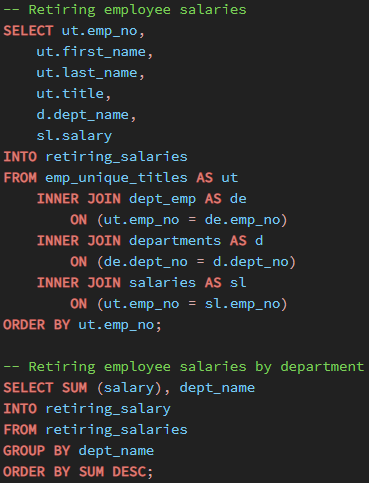 -- Retiring employee salaries
SELECT ut.emp_no,
    ut.first_name,
    ut.last_name,
    ut.title,
    d.dept_name,
    sl.salary
INTO retiring_salaries
FROM emp_unique_titles AS ut
    INNER JOIN dept_emp AS de
        ON (ut.emp_no = de.emp_no)
    INNER JOIN departments AS d
        ON (de.dept_no = d.dept_no)
    INNER JOIN salaries AS sl
        ON (ut.emp_no = sl.emp_no)
ORDER BY ut.emp_no;

-- Retiring employee salaries by department
SELECT SUM (salary), dept_name
INTO retiring_salary
FROM retiring_salaries
GROUP BY dept_name
ORDER BY SUM DESC;